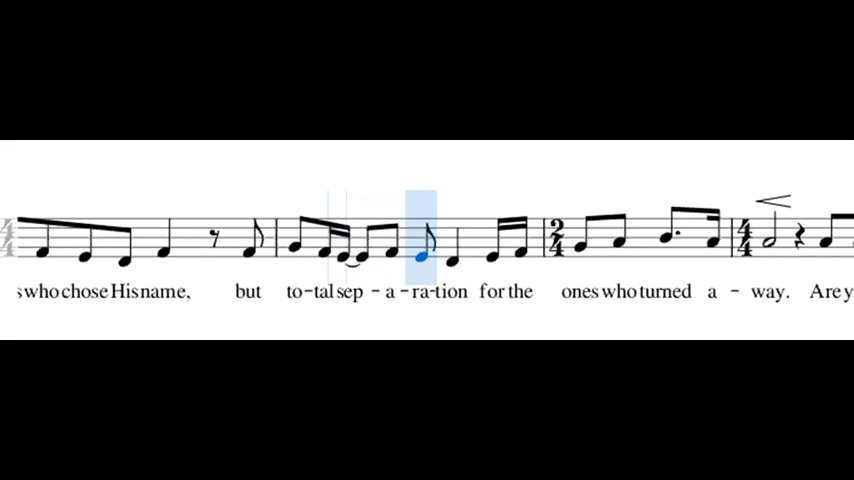 who chose His name, but to-tal sep - a - ra-tion for the ones who turned a - way. Are